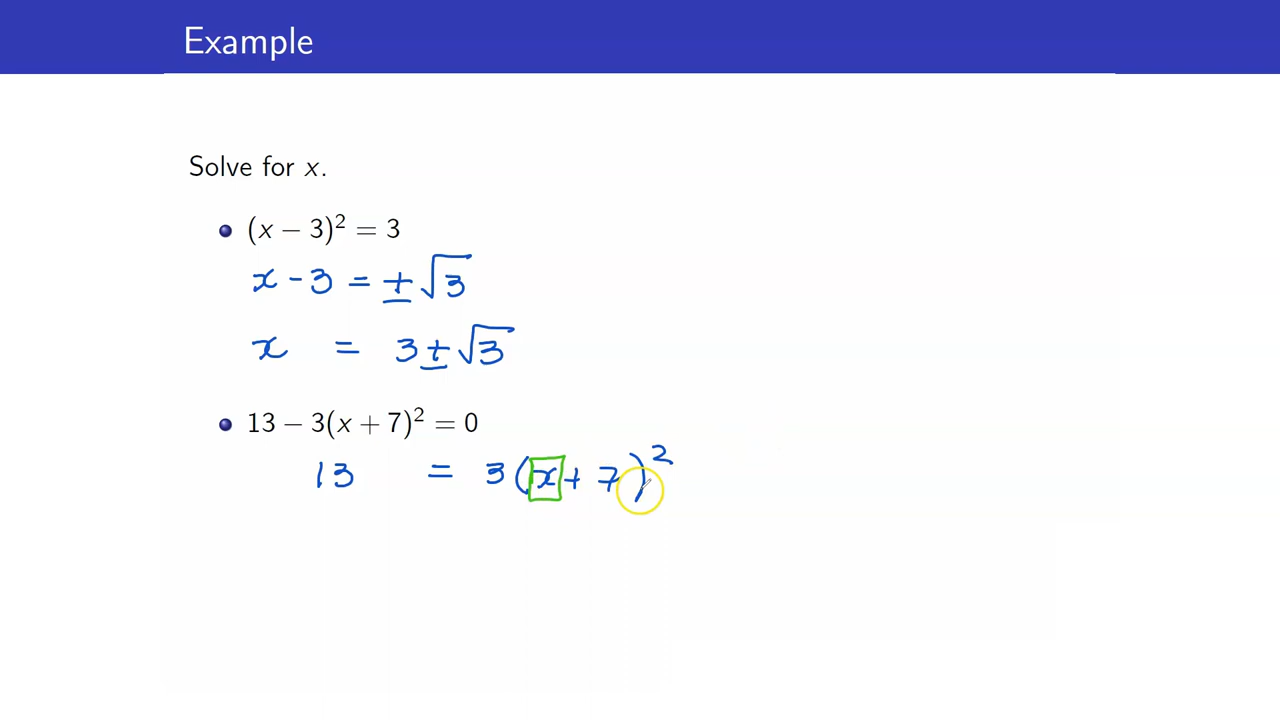 Example
Solve for x.
(x − 3)² = 3
x - 3 = ± √3
x = 3 ± √3
13 − 3(x + 7)² = 0
13 = 3(x + 7)²